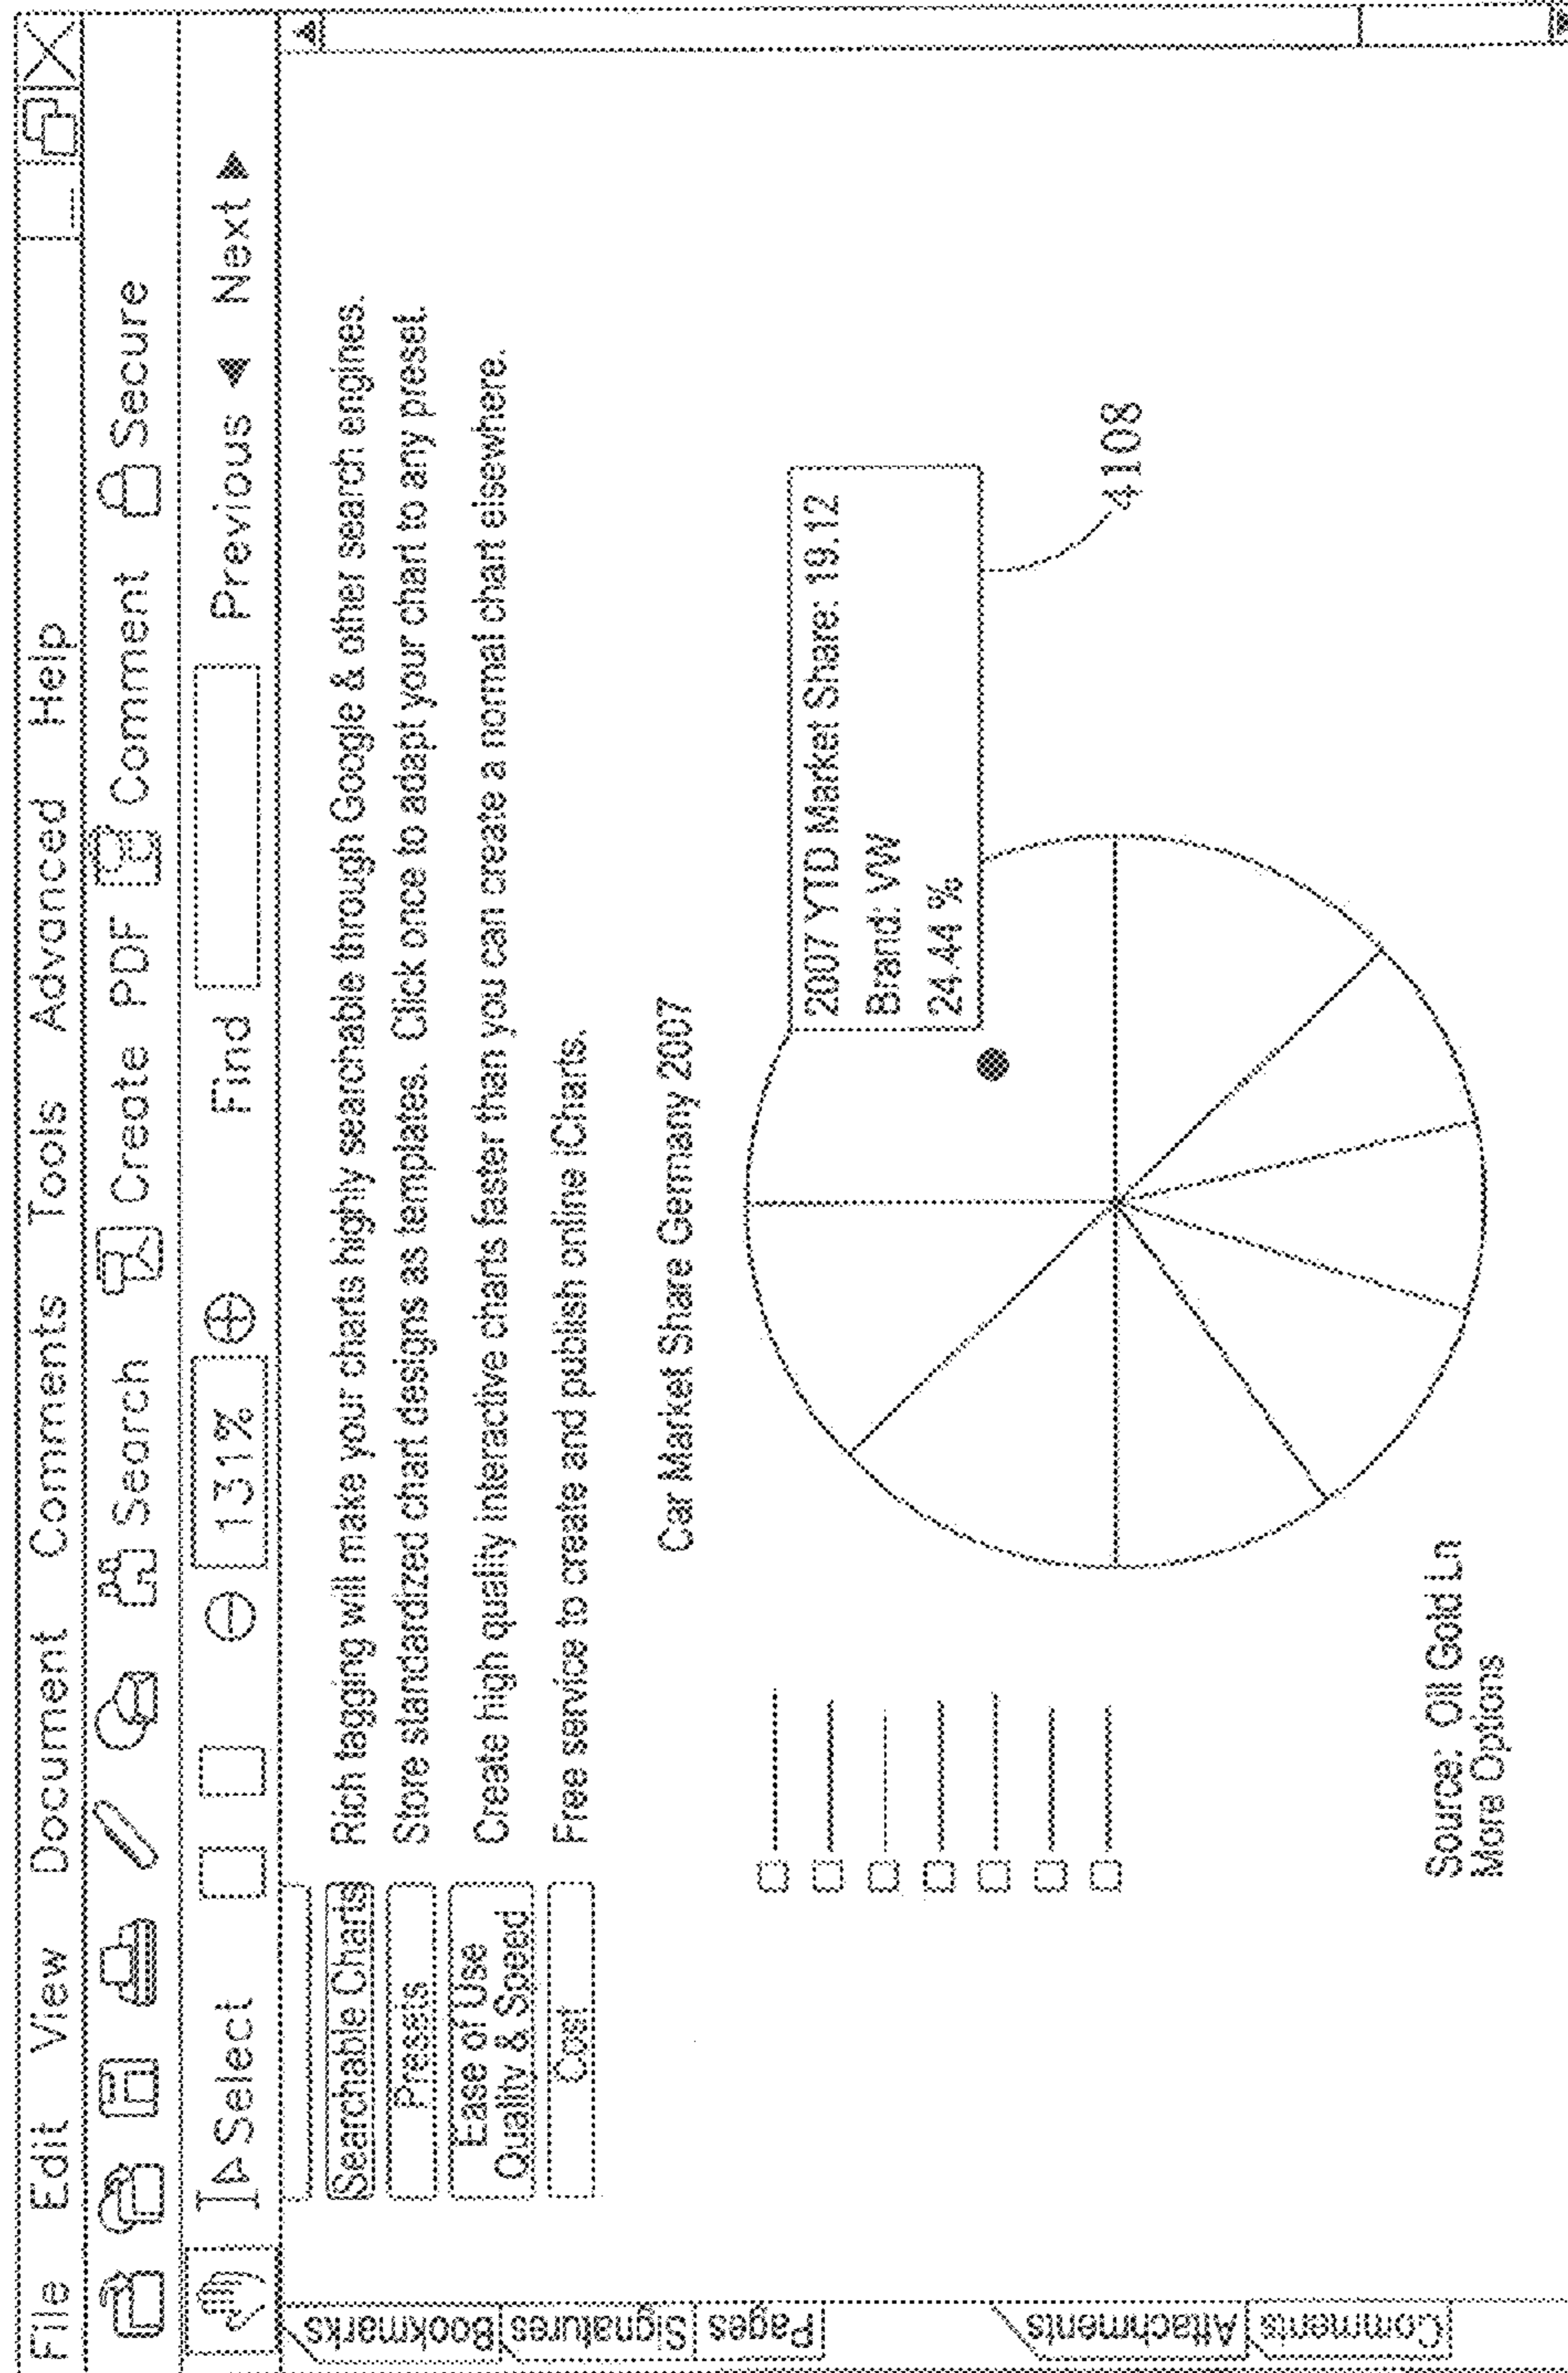 File Edit View Document Comments Tools Advanced Help
Search Create PDF Comment Secure
Select 131% Find Previous Next
Searchable Charts Rich tagging will make your charts highly searchable through Google & other search engines.
Presets Store standardized chart designs as templates. Click once to adapt your chart to any preset.
Ease of Use
Quality & Speed Create high quality interactive charts faster than you can create a normal chart elsewhere.
Cost Free service to create and publish online iCharts.
Bookmarks
Signatures
Pages
Attachments
Comments
Car Market Share Germany 2007
2007 YTD Market Share: 19.12
Brand: VW
24.44 %
4108
Source: Oil Gold Ln
More Options